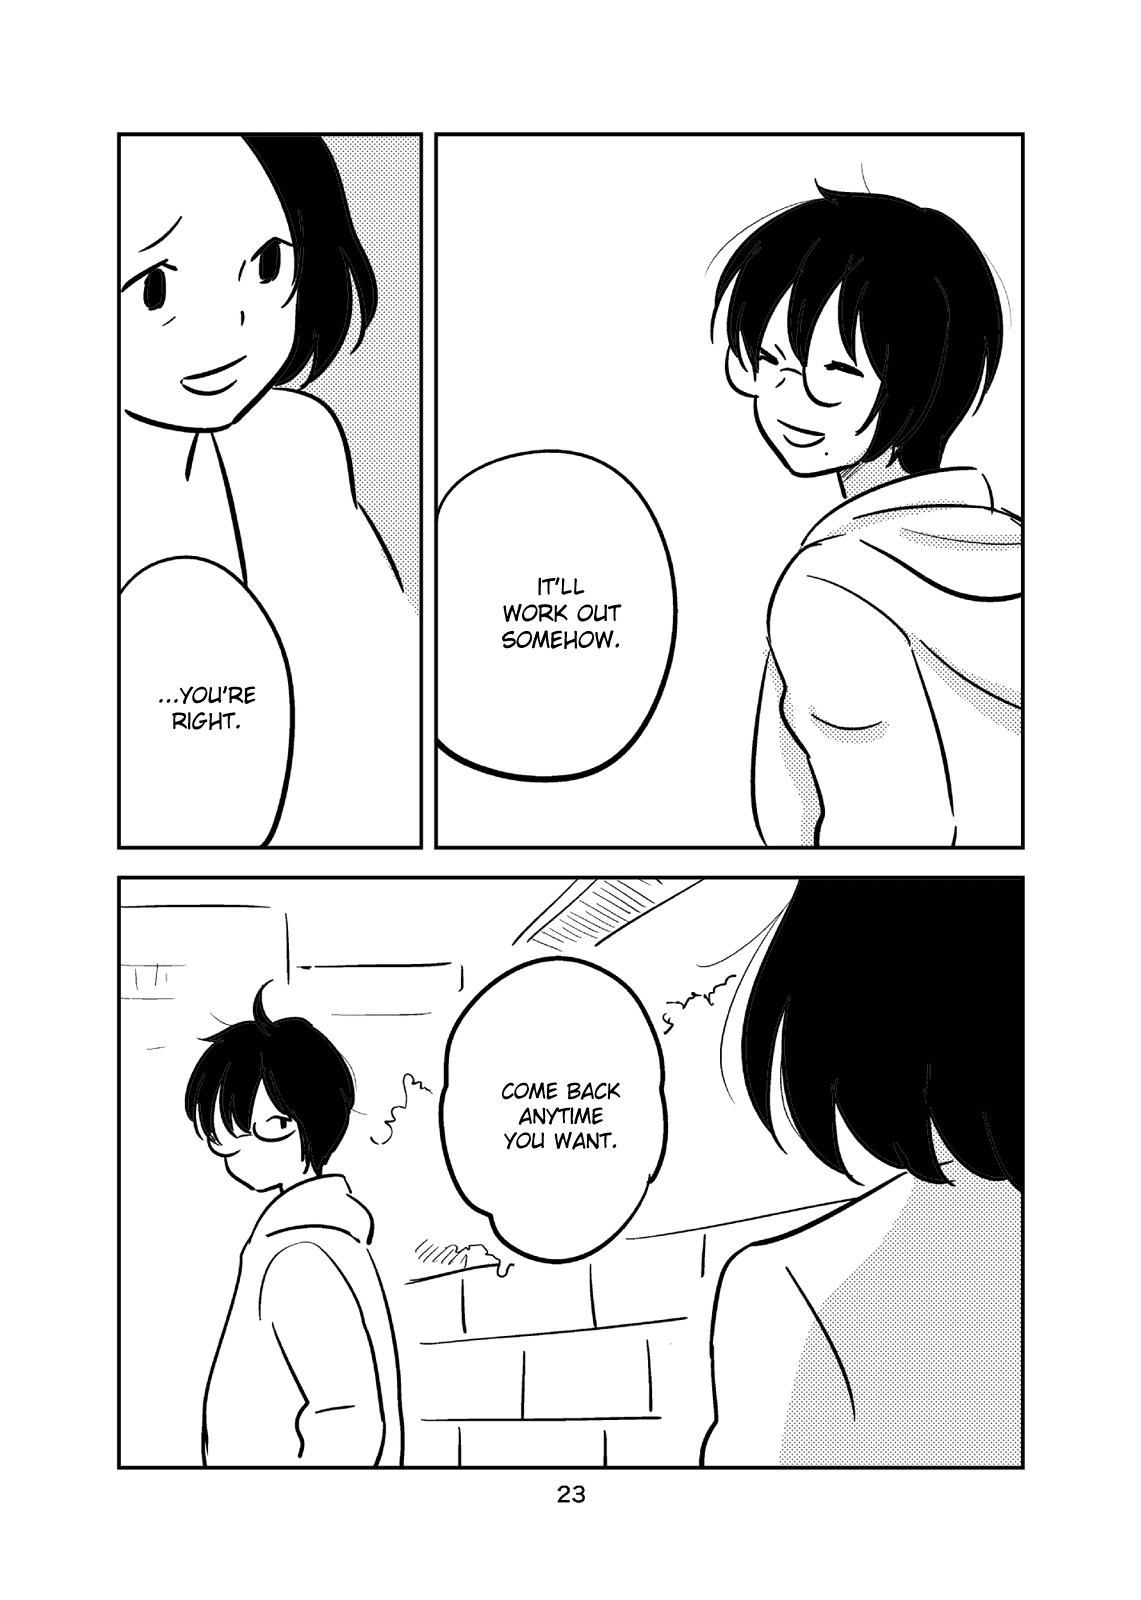 IT'LL
WORK OUT
SOMEHOW.
...YOU'RE
RIGHT.
COME BACK
ANYTIME
YOU WANT.
23